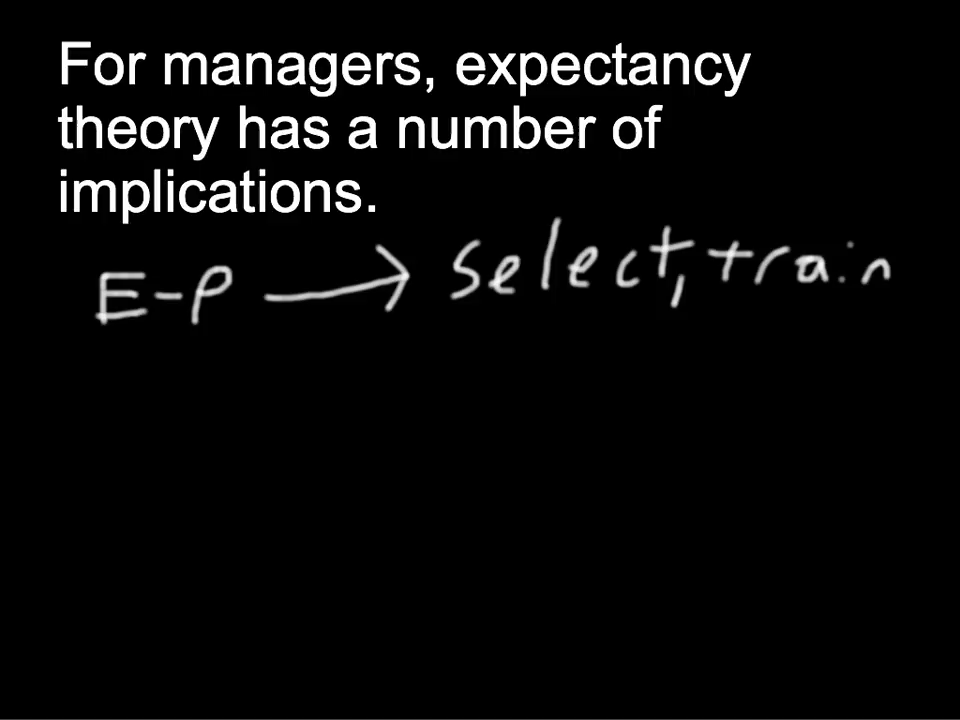 For managers, expectancy
theory has a number of
implications.
E-P → select, train